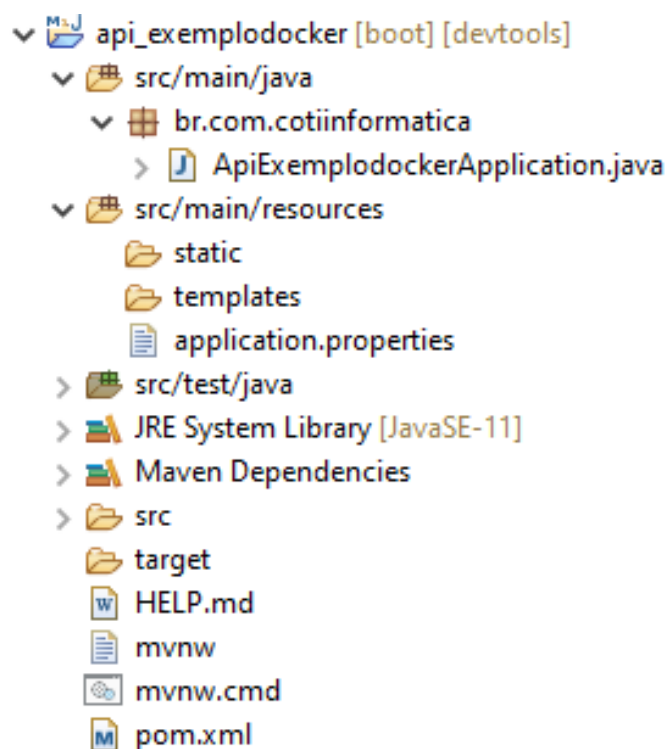 api_exemplodocker [boot] [devtools]
src/main/java
br.com.cotiinformatica
ApiExemplodockerApplication.java
src/main/resources
static
templates
application.properties
src/test/java
JRE System Library [JavaSE-11]
Maven Dependencies
src
target
HELP.md
mvnw
mvnw.cmd
pom.xml